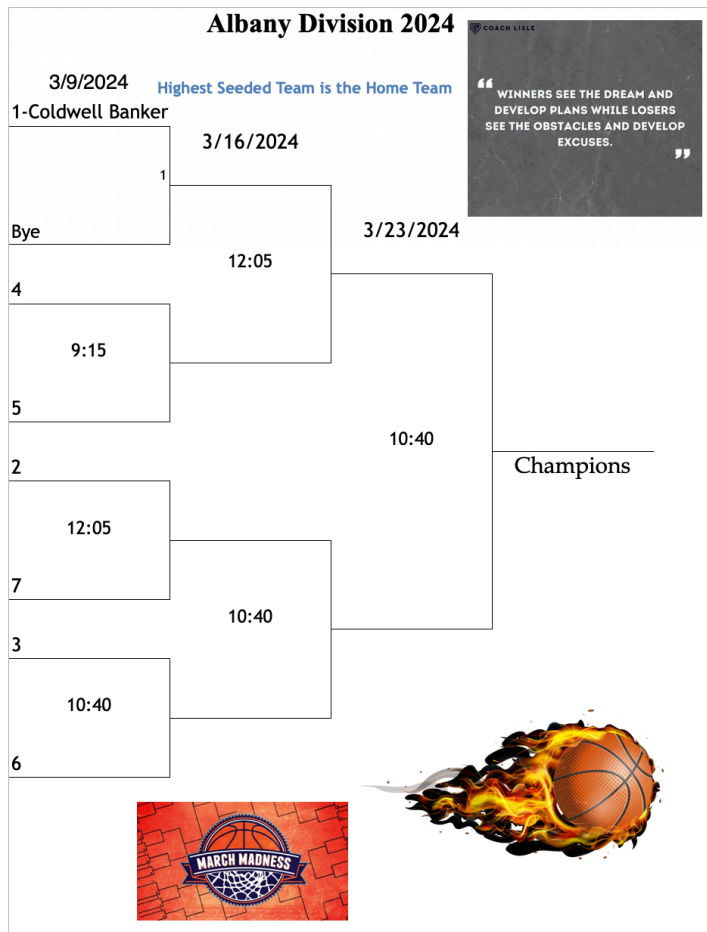 Albany Division 2024
COACH LISLE
3/9/2024
Highest Seeded Team is the Home Team
“ WINNERS SEE THE DREAM AND
DEVELOP PLANS WHILE LOSERS
SEE THE OBSTACLES AND DEVELOP
EXCUSES.
”
1-Coldwell Banker
3/16/2024
1
Bye
3/23/2024
12:05
4
9:15
5
10:40
2
Champions
12:05
7
10:40
3
10:40
6
MARCH MADNESS